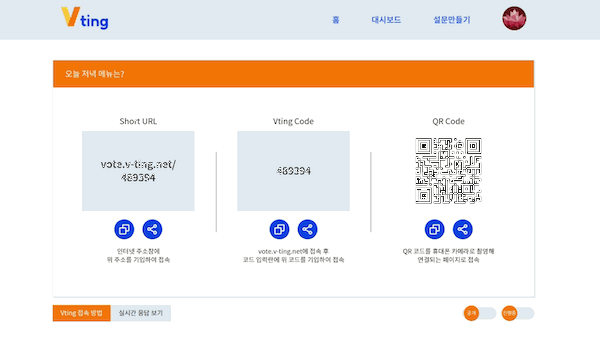 Vting
홈 대시보드 설문만들기
오늘 저녁 메뉴는?
Short URL
vote.v-ting.net/
489394
인터넷 주소창에
위 주소를 기입하여 접속
Vting Code
489394
vote.v-ting.net에 접속 후
코드 입력란에 위 코드를 기입하여 접속
QR Code
QR 코드를 휴대폰 카메라로 촬영해
연결되는 페이지로 접속
Vting 접속 방법 실시간 응답 보기
공개 진행중